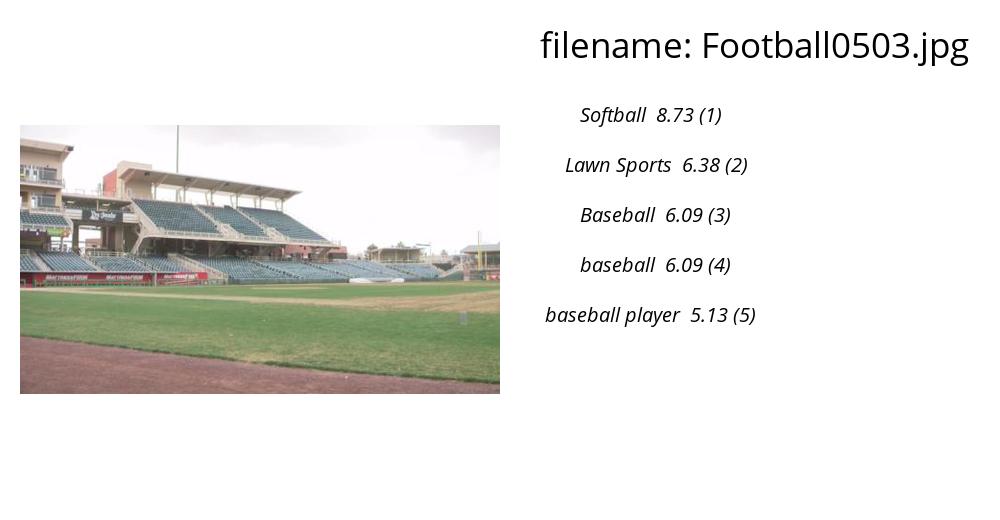 filename: Football0503.jpg
Softball 8.73 (1)
Lawn Sports 6.38 (2)
Baseball 6.09 (3)
baseball 6.09 (4)
baseball player 5.13 (5)